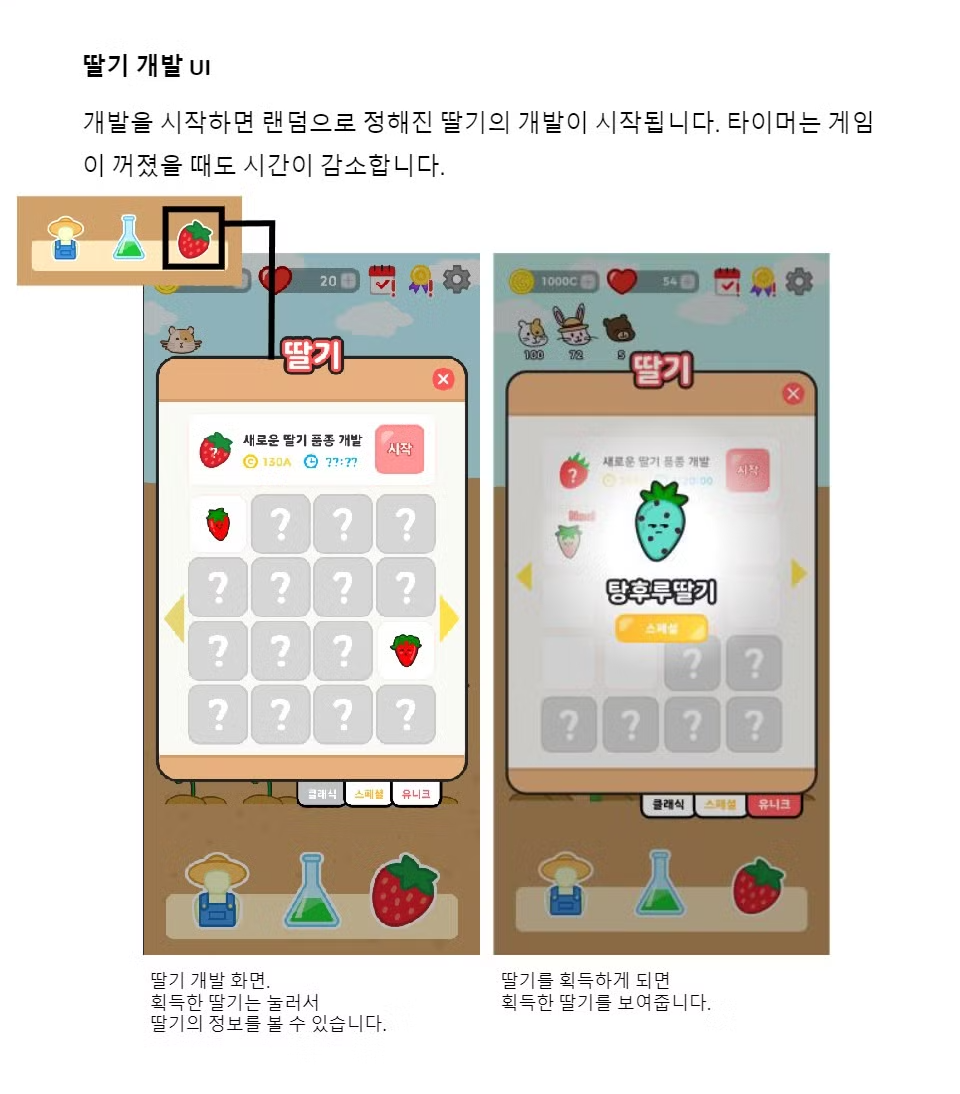 딸기 개발 UI
개발을 시작하면 랜덤으로 정해진 딸기의 개발이 시작됩니다. 타이머는 게임
이 꺼졌을 때도 시간이 감소합니다.
20
딸기
새로운 딸기 품종 개발
130A ??:??
시작
?
? ? ?
? ? ? ?
? ? ?
? ? ? ?
클래식 스페셜 유니크
1000C 54
100 72 5
딸기
새로운 딸기 품종 개발
?
시작
탕후루딸기
스페셜
? ?
? ? ? ?
클래식 스페셜 유니크
딸기 개발 화면.
획득한 딸기는 눌러서
딸기의 정보를 볼 수 있습니다.
딸기를 획득하게 되면
획득한 딸기를 보여줍니다.